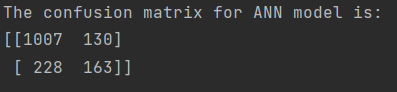 The confusion matrix for ANN model is:
[[1007  130]
 [ 228  163]]